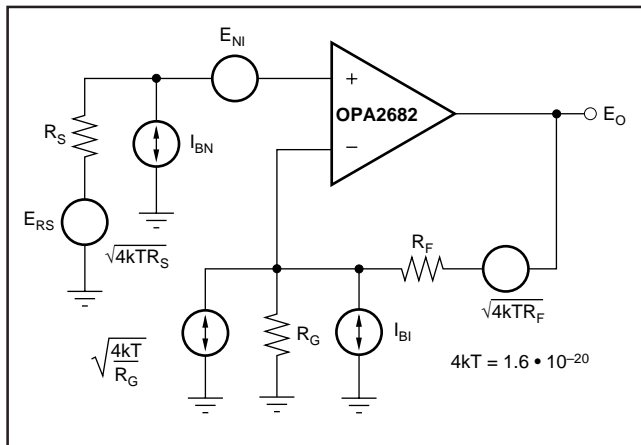 E_NI
+
OPA2682
−
E_O
R_S
I_BN
E_RS
√4kTR_S
R_F
√4kTR_F
√4kT/R_G
R_G
I_BI
4kT = 1.6 • 10^–20